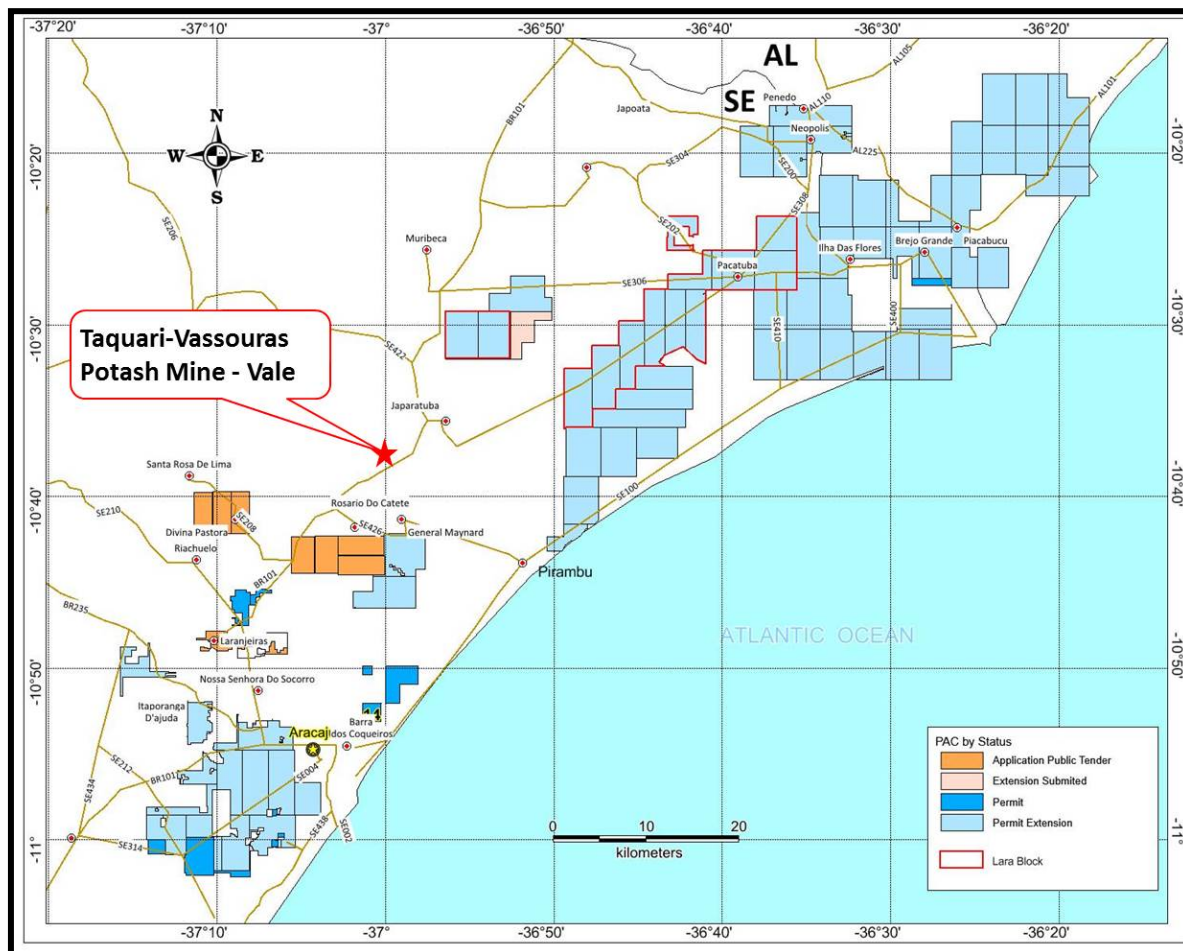 -37°20' -37°10' -37° -36°50' -36°40' -36°30' -36°20'
AL
SE
N
W E
S
Penedo
Japoata
Neopolis
BR101
AL110
AL105
AL101
AL225
-10°20' -10°20'
SE304
SE200
SE308
SE206
SE202
Muribeca
Ilha Das Flores
Brejo Grande
Piacabucu
Pacatuba
SE306
SE400
SE410
-10°30' -10°30'
Taquari-Vassouras
Potash Mine - Vale
SE422
Japaratuba
Santa Rosa De Lima
-10°40' -10°40'
SE100
SE210
SE208
Rosario Do Catete
SE426
General Maynard
Divina Pastora
Riachuelo
Pirambu
BR101
BR235
Laranjeiras
ATLANTIC OCEAN
-10°50' -10°50'
Nossa Senhora Do Socorro
Itaporanga
D'ajuda
Barra
dos Coqueiros
Aracaj
SE212
BR101
SE004
SE434
SE438
SE002
SE314
-11° -11°
0 10 20
kilometers
PAC by Status
Application Public Tender
Extension Submited
Permit
Permit Extension
Lara Block
-37°20' -37°10' -37° -36°50' -36°40' -36°30' -36°20'